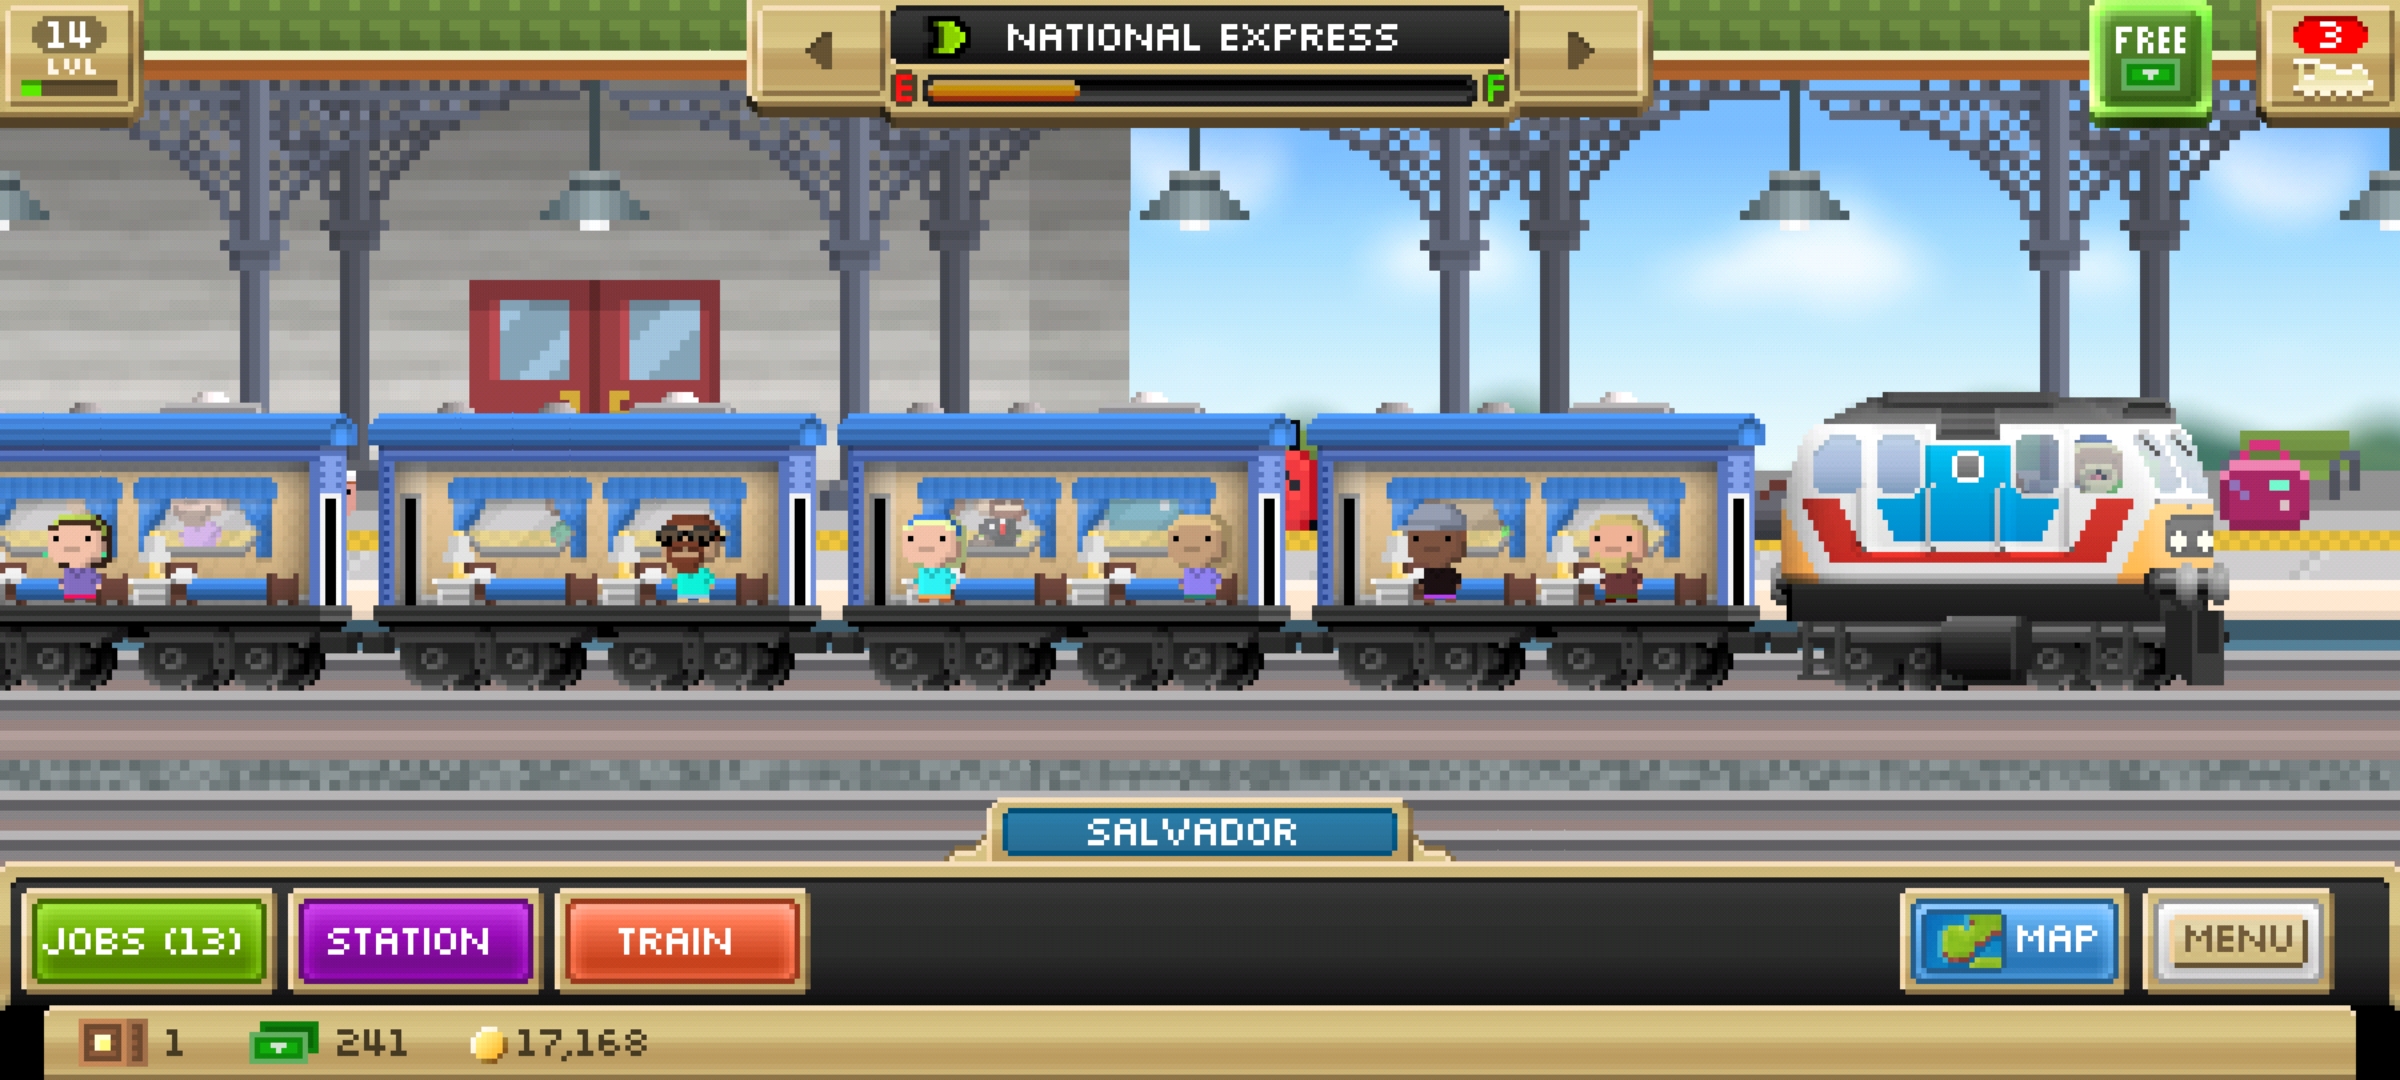 14
LVL
NATIONAL EXPRESS
E
F
FREE
3
SALVADOR
JOBS (13)
STATION
TRAIN
MAP
MENU
1
241
17,168